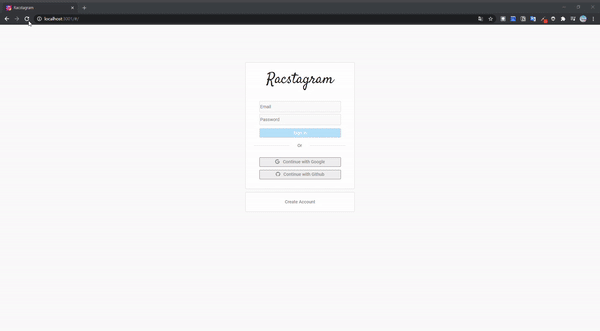 Racstagram
localhost:3001/#/
Racstagram
Email
Password
Sign in
Or
Continue with Google
Continue with Github
Create Account